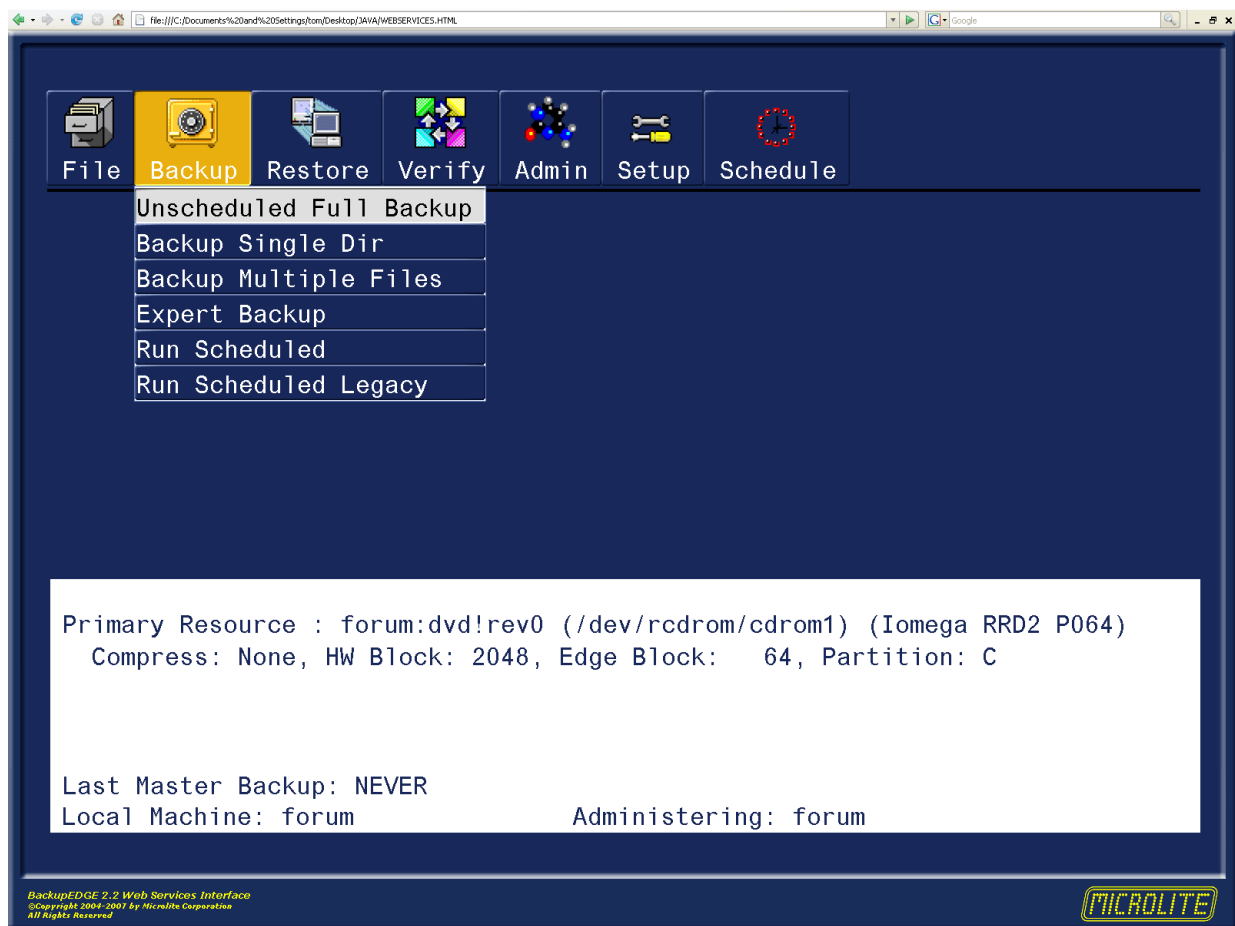 file:///C:/Documents%20and%20Settings/tom/Desktop/JAVA/WEBSERVICES.HTML
Google
File Backup Restore Verify Admin Setup Schedule
Unscheduled Full Backup
Backup Single Dir
Backup Multiple Files
Expert Backup
Run Scheduled
Run Scheduled Legacy
Primary Resource : forum:dvd!rev0 (/dev/rcdrom/cdrom1) (Iomega RRD2 P064)
Compress: None, HW Block: 2048, Edge Block: 64, Partition: C
Last Master Backup: NEVER
Local Machine: forum Administering: forum
BackupEDGE 2.2 Web Services Interface
©Copyright 2004-2007 by Microlite Corporation
All Rights Reserved
MICROLITE